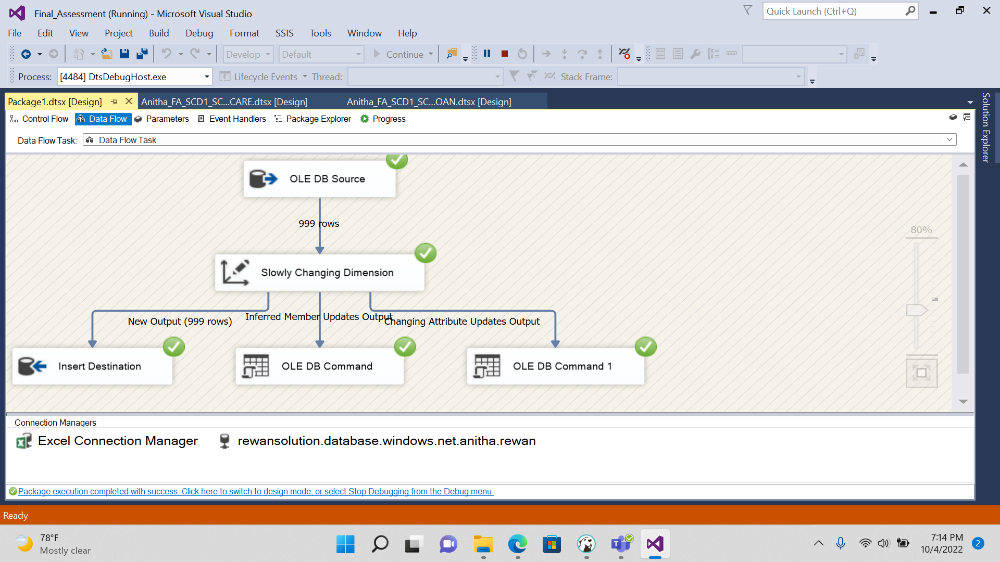 Final_Assessment (Running) - Microsoft Visual Studio
Quick Launch (Ctrl+Q)
File Edit View Project Build Debug Format SSIS Tools Window Help
Develop Default Continue
Process: [4484] DtsDebugHost.exe Lifecycle Events Thread: Stack Frame:
Package1.dtsx [Design] Anitha_FA_SCD1_SC...CARE.dtsx [Design] Anitha_FA_SCD1_SC...OAN.dtsx [Design]
Solution Explorer
Control Flow Data Flow Parameters Event Handlers Package Explorer Progress
Data Flow Task: Data Flow Task
OLE DB Source
999 rows
80%
Slowly Changing Dimension
New Output (999 rows) Inferred Member Updates Output Changing Attribute Updates Output
Insert Destination OLE DB Command OLE DB Command 1
Connection Managers
Excel Connection Manager rewansolution.database.windows.net.anitha.rewan
Package execution completed with success. Click here to switch to design mode, or select Stop Debugging from the Debug menu.
Ready
78°F
Mostly clear
7:14 PM
10/4/2022
2